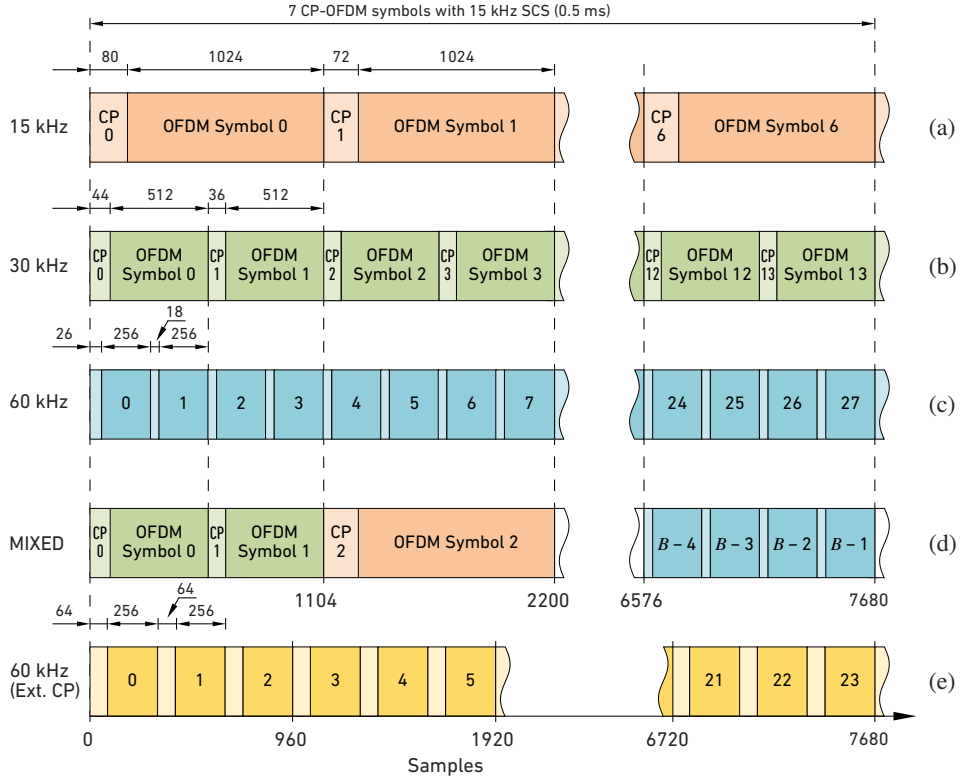 7 CP-OFDM symbols with 15 kHz SCS (0.5 ms)
80 1024 72 1024
15 kHz CP 0 OFDM Symbol 0 CP 1 OFDM Symbol 1 CP 6 OFDM Symbol 6 (a)
44 512 36 512
30 kHz CP 0 OFDM Symbol 0 CP 1 OFDM Symbol 1 CP 2 OFDM Symbol 2 CP 3 OFDM Symbol 3 CP 12 OFDM Symbol 12 CP 13 OFDM Symbol 13 (b)
18
26 256 256
60 kHz 0 1 2 3 4 5 6 7 24 25 26 27 (c)
MIXED CP 0 OFDM Symbol 0 CP 1 OFDM Symbol 1 CP 2 OFDM Symbol 2 B – 4 B – 3 B – 2 B – 1 (d)
1104 2200 6576 7680
64
64 256 256
60 kHz (Ext. CP) 0 1 2 3 4 5 21 22 23 (e)
0 960 1920 6720 7680
Samples